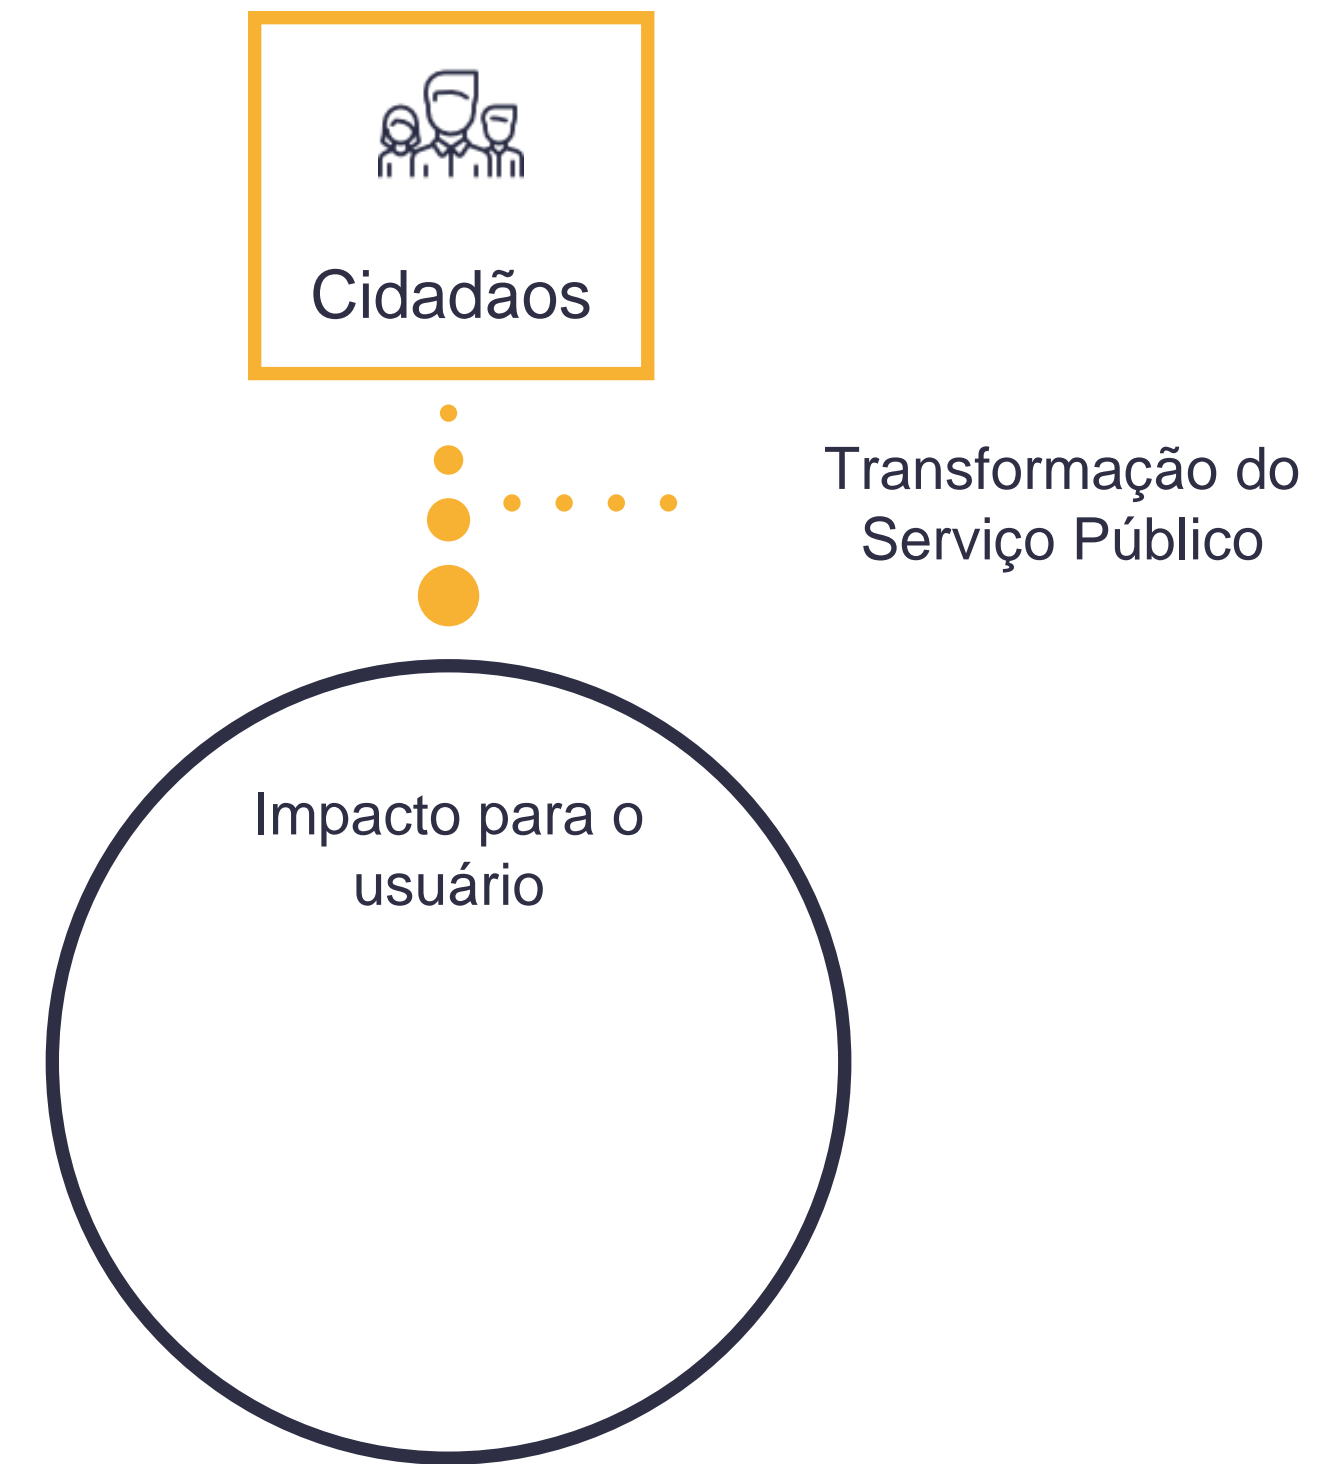 Cidadãos
Transformação do
Serviço Público
Impacto para o
usuário